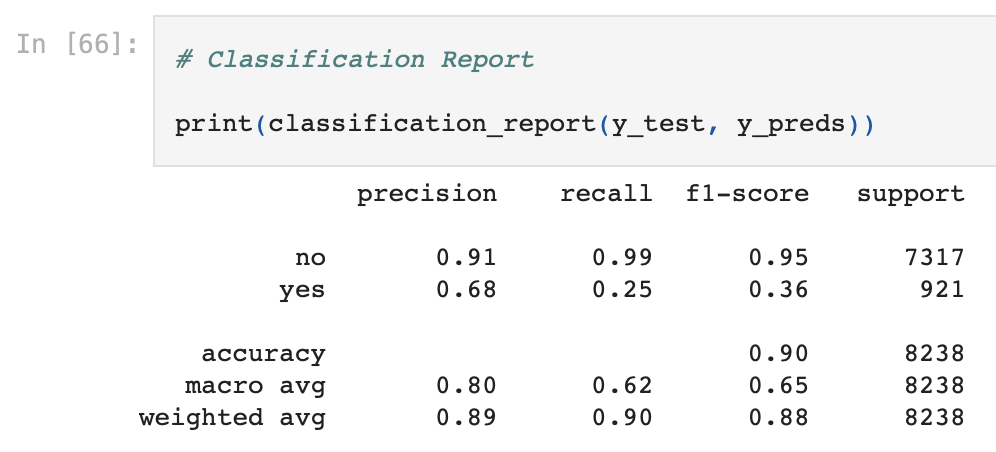 In [66]:
# Classification Report
print(classification_report(y_test, y_preds))
precision recall f1-score support
no 0.91 0.99 0.95 7317
yes 0.68 0.25 0.36 921
accuracy 0.90 8238
macro avg 0.80 0.62 0.65 8238
weighted avg 0.89 0.90 0.88 8238